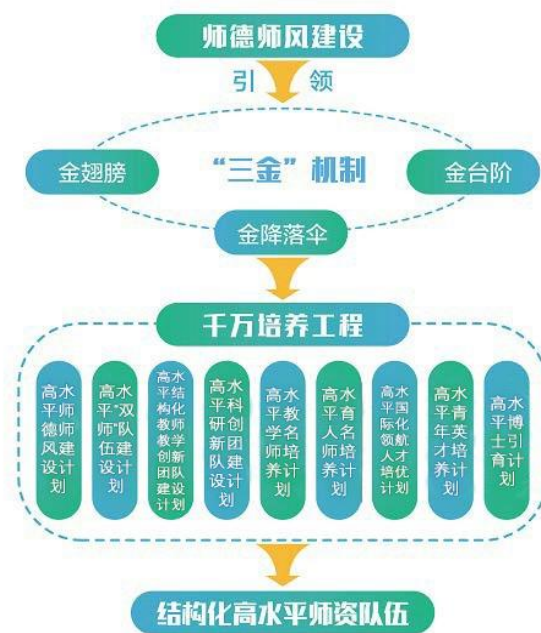 师德师风建设
引 领
金翅膀
“三金”机制
金台阶
金降落伞
千万培养工程
高水平师德师风建设计划
高水平“双师”队伍建设计划
高水平结构化教师教学创新团队建设计划
高水平科研创新团队建设计划
高水平教学名师培养计划
高水平育人名师培养计划
高水平国际化领航人才培优计划
高水平青年英才培养计划
高水平博士引育计划
结构化高水平师资队伍